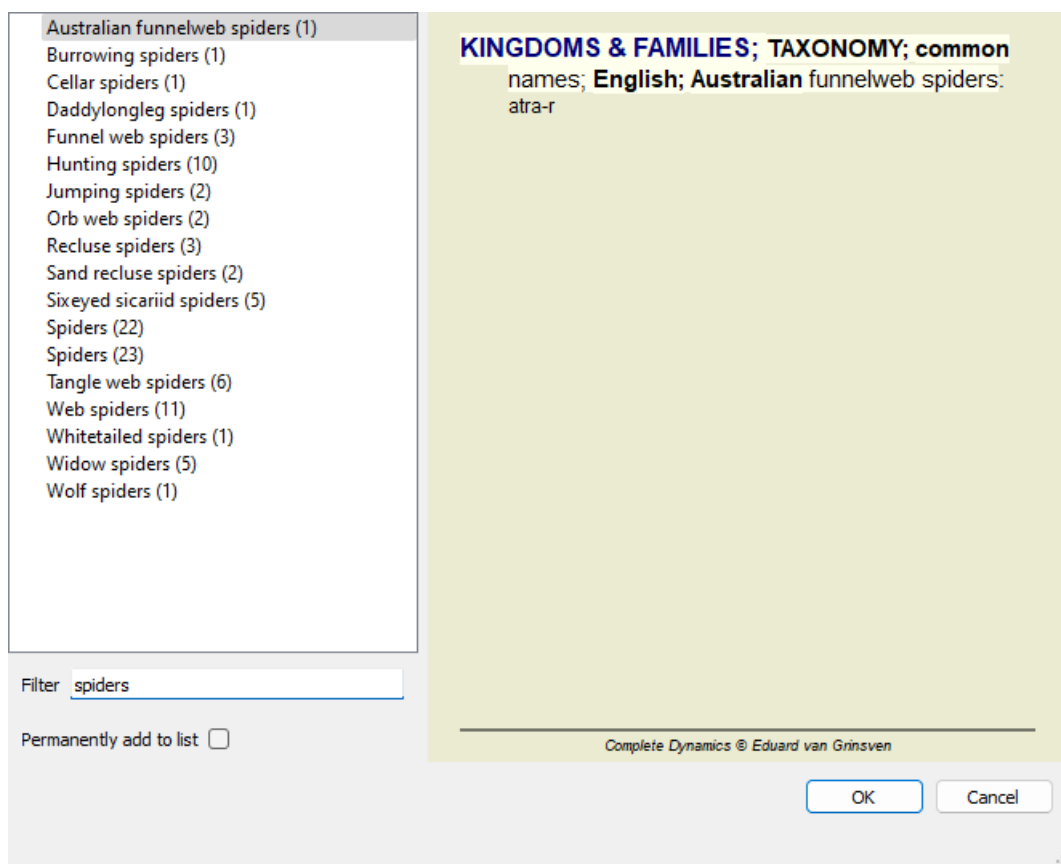 Australian funnelweb spiders (1)
Burrowing spiders (1)
Cellar spiders (1)
Daddylongleg spiders (1)
Funnel web spiders (3)
Hunting spiders (10)
Jumping spiders (2)
Orb web spiders (2)
Recluse spiders (3)
Sand recluse spiders (2)
Sixeyed sicariid spiders (5)
Spiders (22)
Spiders (23)
Tangle web spiders (6)
Web spiders (11)
Whitetailed spiders (1)
Widow spiders (5)
Wolf spiders (1)
Filter spiders
Permanently add to list
KINGDOMS & FAMILIES; TAXONOMY; common
names; English; Australian funnelweb spiders:
atra-r
Complete Dynamics © Eduard van Grinsven
OK Cancel